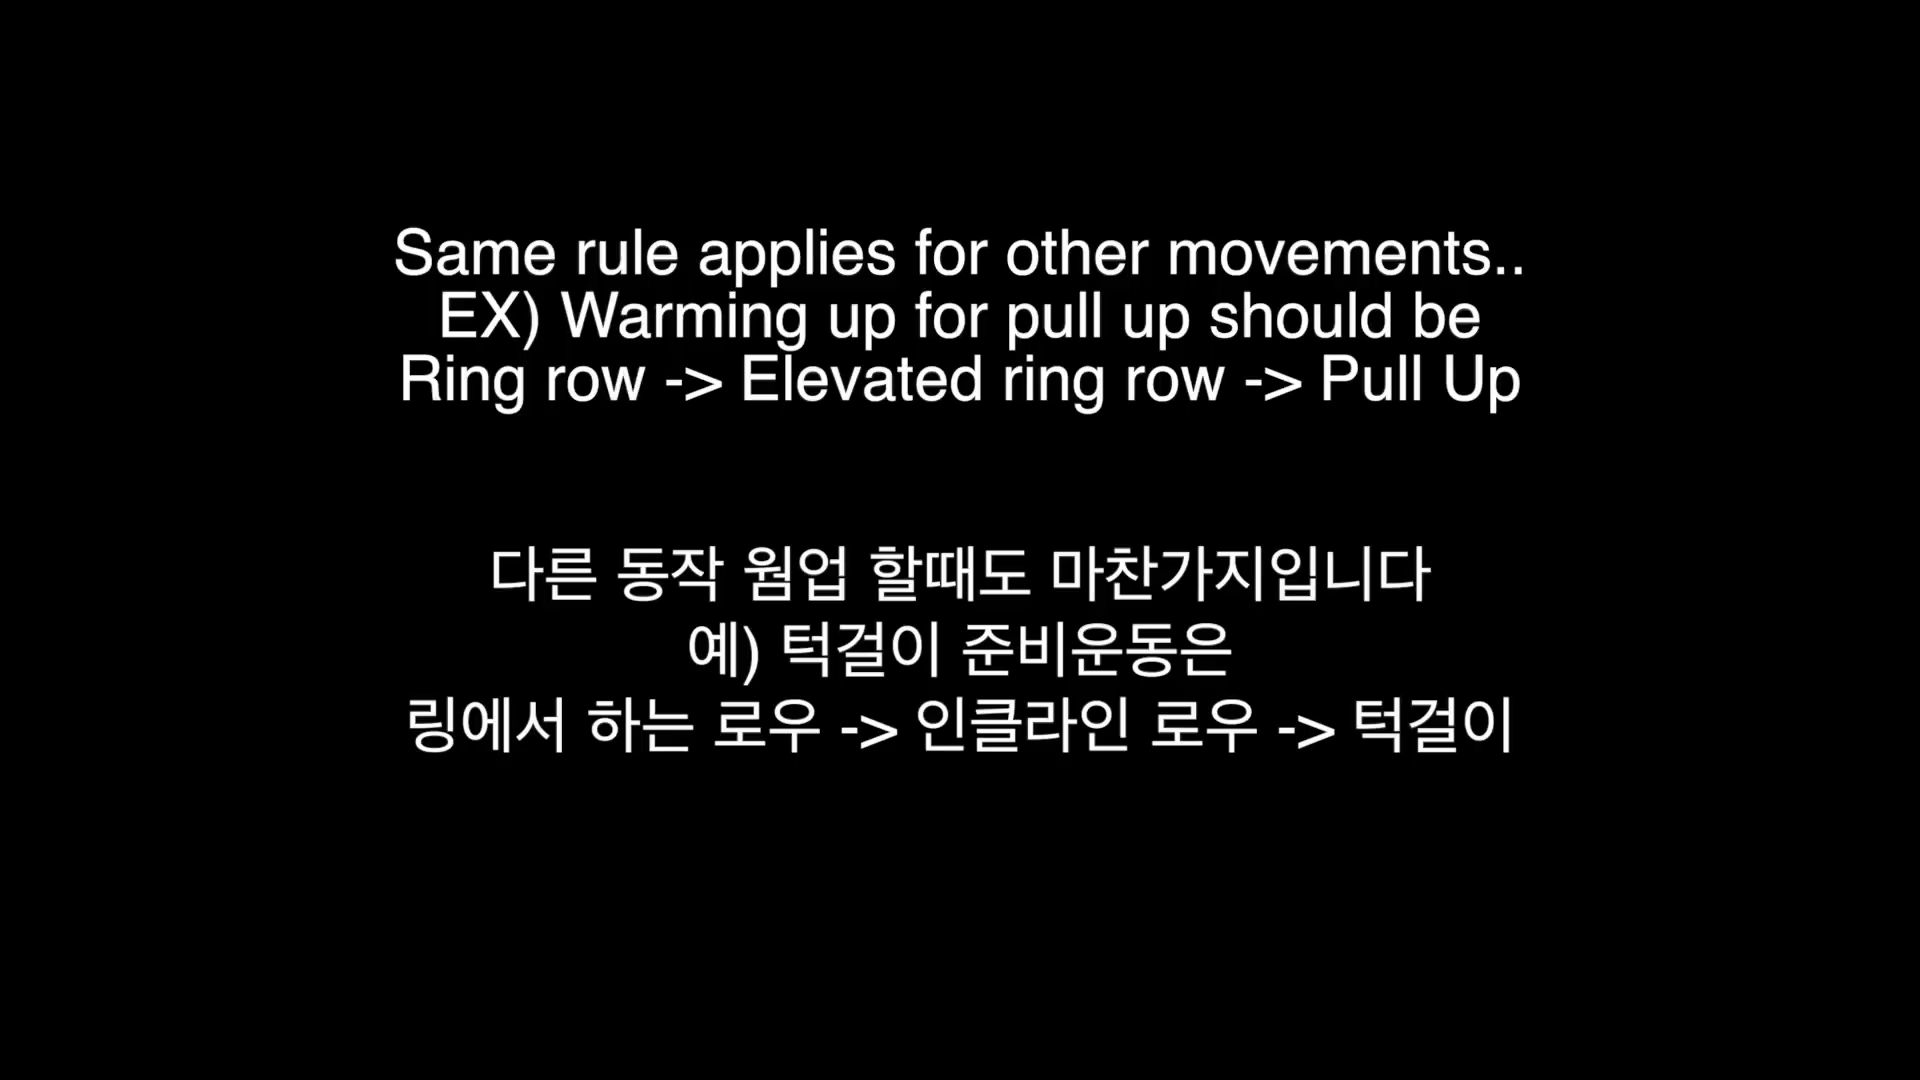 Same rule applies for other movements..
EX) Warming up for pull up should be
Ring row -> Elevated ring row -> Pull Up
다른 동작 웜업 할때도 마찬가지입니다
예) 턱걸이 준비운동은
링에서 하는 로우 -> 인클라인 로우 -> 턱걸이